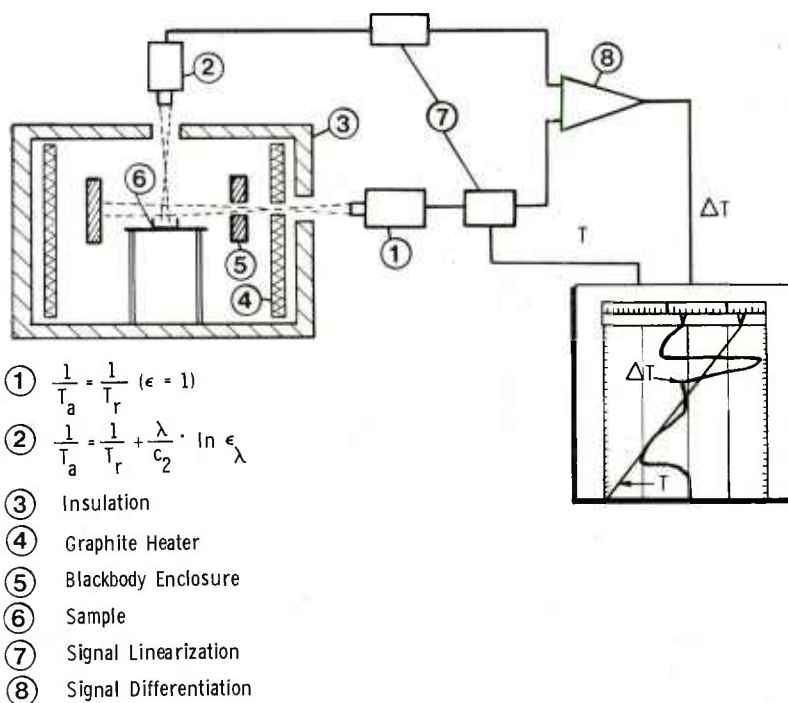 ②
⑧
③
⑦
⑥
①
T
ΔT
⑤
④
ΔT
T
① 1/T_a = 1/T_r (ϵ = 1)
② 1/T_a = 1/T_r + λ/c_2 · ln ϵ_λ
③ Insulation
④ Graphite Heater
⑤ Blackbody Enclosure
⑥ Sample
⑦ Signal Linearization
⑧ Signal Differentiation